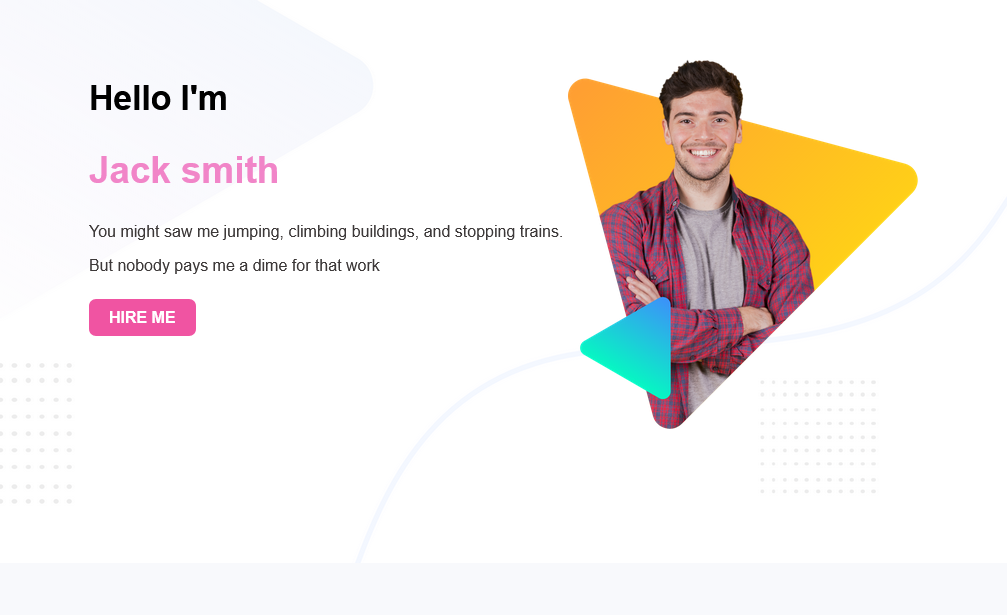 Hello I'm
Jack smith
You might saw me jumping, climbing buildings, and stopping trains.
But nobody pays me a dime for that work
HIRE ME